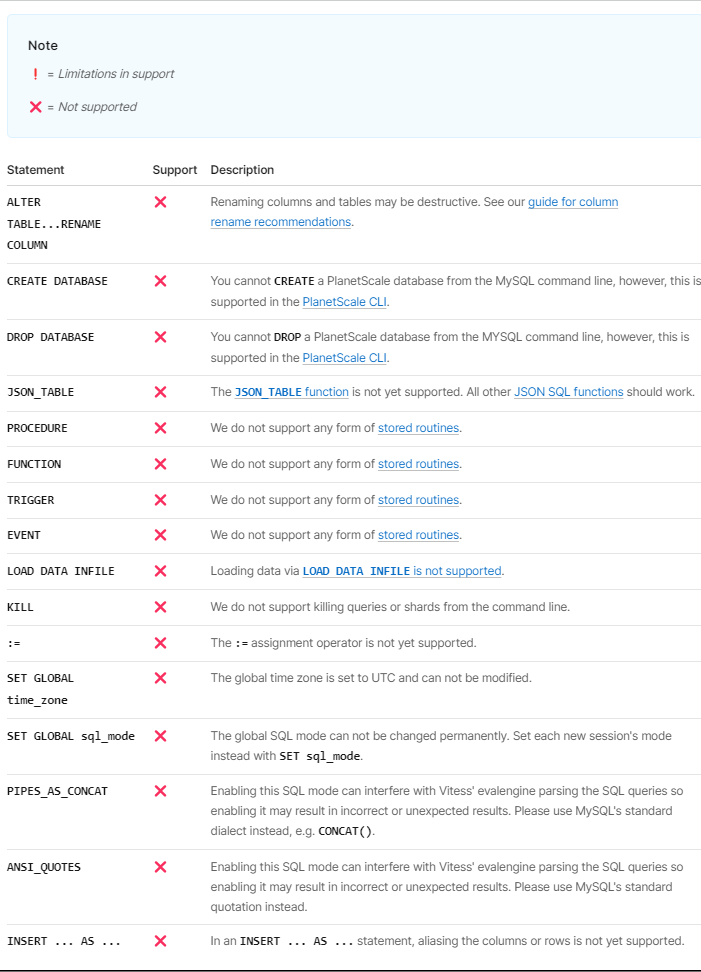 Note
❗ = Limitations in support
❌ = Not supported
Statement Support Description
ALTER ❌ Renaming columns and tables may be destructive. See our guide for column
TABLE...RENAME rename recommendations.
COLUMN
CREATE DATABASE ❌ You cannot CREATE a PlanetScale database from the MySQL command line, however, this is
supported in the PlanetScale CLI.
DROP DATABASE ❌ You cannot DROP a PlanetScale database from the MYSQL command line, however, this is
supported in the PlanetScale CLI.
JSON_TABLE ❌ The JSON_TABLE function is not yet supported. All other JSON SQL functions should work.
PROCEDURE ❌ We do not support any form of stored routines.
FUNCTION ❌ We do not support any form of stored routines.
TRIGGER ❌ We do not support any form of stored routines.
EVENT ❌ We do not support any form of stored routines.
LOAD DATA INFILE ❌ Loading data via LOAD DATA INFILE is not supported.
KILL ❌ We do not support killing queries or shards from the command line.
:= ❌ The := assignment operator is not yet supported.
SET GLOBAL ❌ The global time zone is set to UTC and can not be modified.
time_zone
SET GLOBAL sql_mode ❌ The global SQL mode can not be changed permanently. Set each new session's mode
instead with SET sql_mode.
PIPES_AS_CONCAT ❌ Enabling this SQL mode can interfere with Vitess' evalengine parsing the SQL queries so
enabling it may result in incorrect or unexpected results. Please use MySQL's standard
dialect instead, e.g. CONCAT().
ANSI_QUOTES ❌ Enabling this SQL mode can interfere with Vitess' evalengine parsing the SQL queries so
enabling it may result in incorrect or unexpected results. Please use MySQL's standard
quotation instead.
INSERT ... AS ... ❌ In an INSERT ... AS ... statement, aliasing the columns or rows is not yet supported.